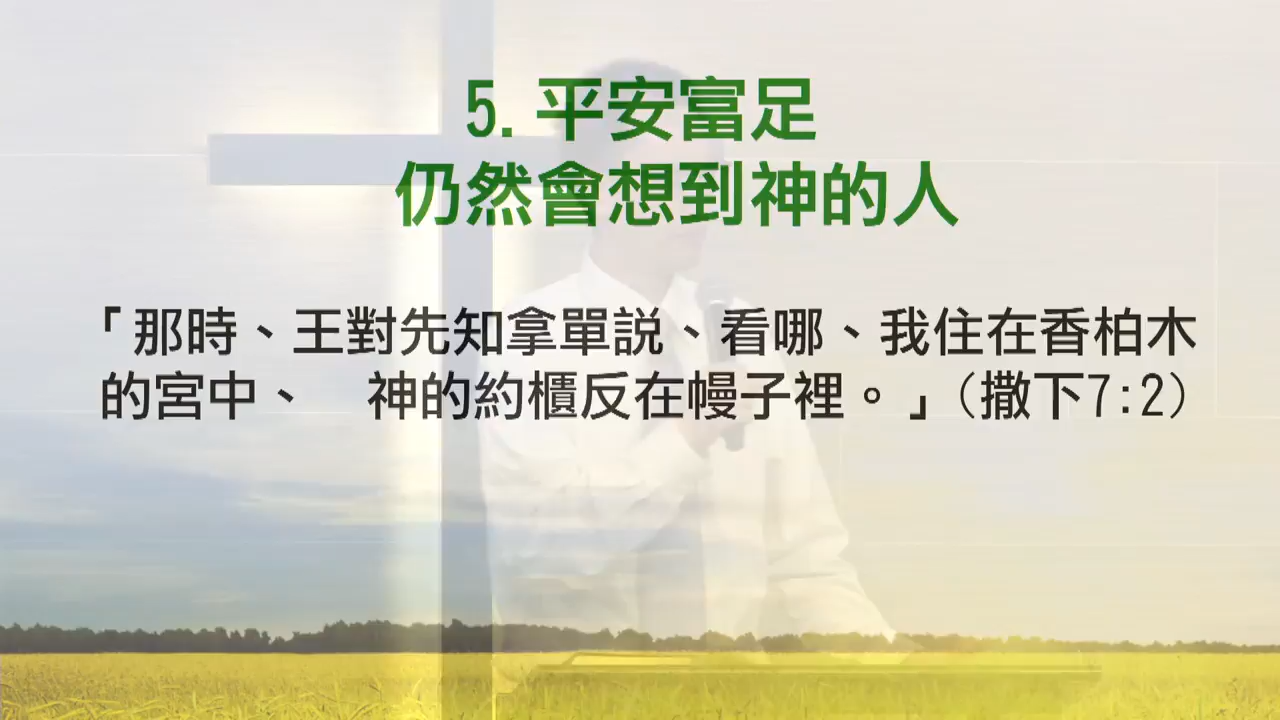 5.平安富足
仍然會想到神的人
「那時、王對先知拿單説、看哪、我住在香柏木
的宮中、　神的約櫃反在幔子裡。」(撒下7:2)